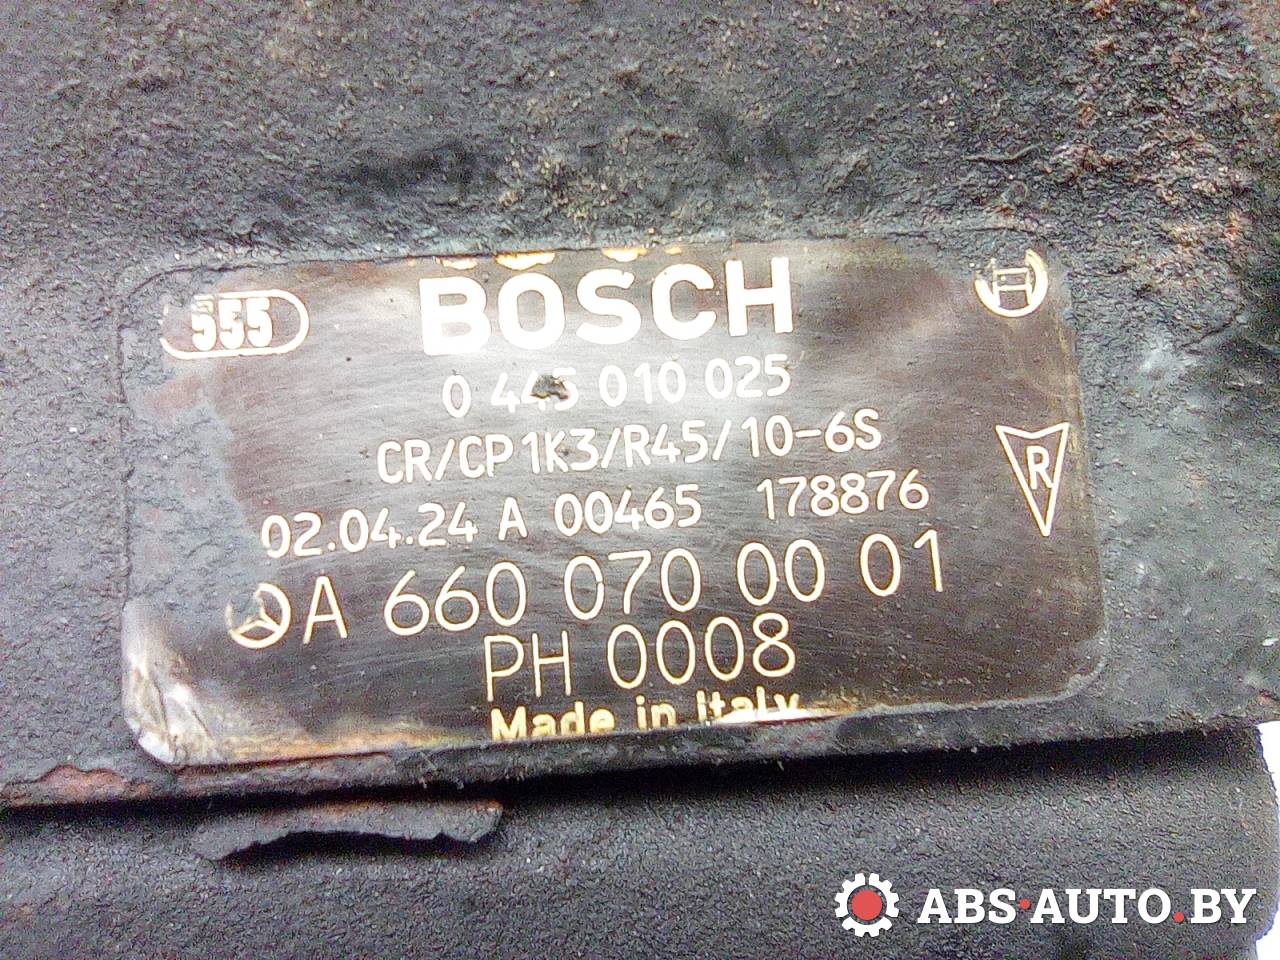 555
BOSCH
0 445 010 025
CR/CP1K3/R45/10-6S
02.04.24 A 00465 178876
A 660 070 00 01
R
PH 0008
Made in Italy
ABS·AUTO.BY